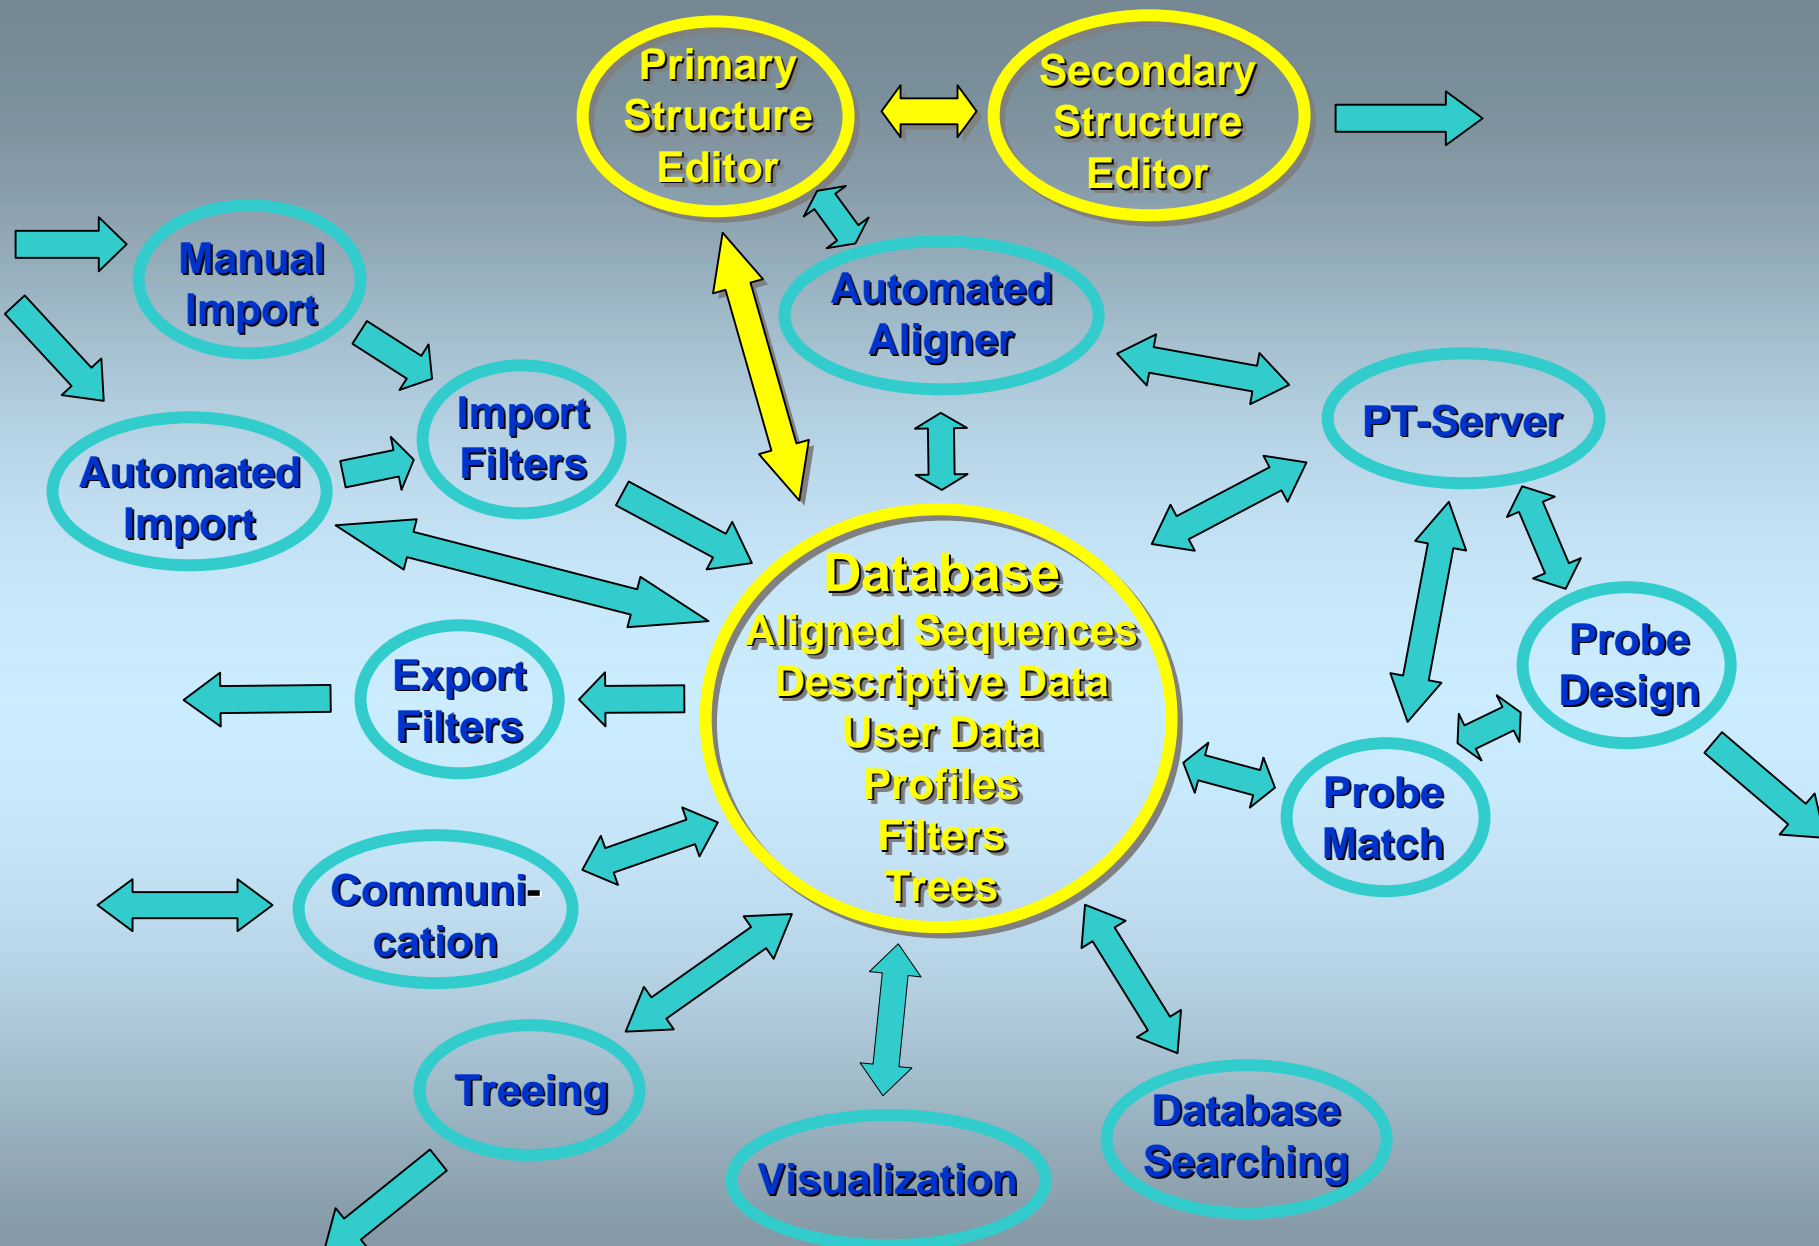 Primary
Structure
Editor
Secondary
Structure
Editor
Manual
Import
Automated
Aligner
Import
Filters
PT-Server
Automated
Import
Database
Aligned Sequences
Descriptive Data
User Data
Profiles
Filters
Trees
Export
Filters
Probe
Design
Probe
Match
Communi-
cation
Treeing
Visualization
Database
Searching